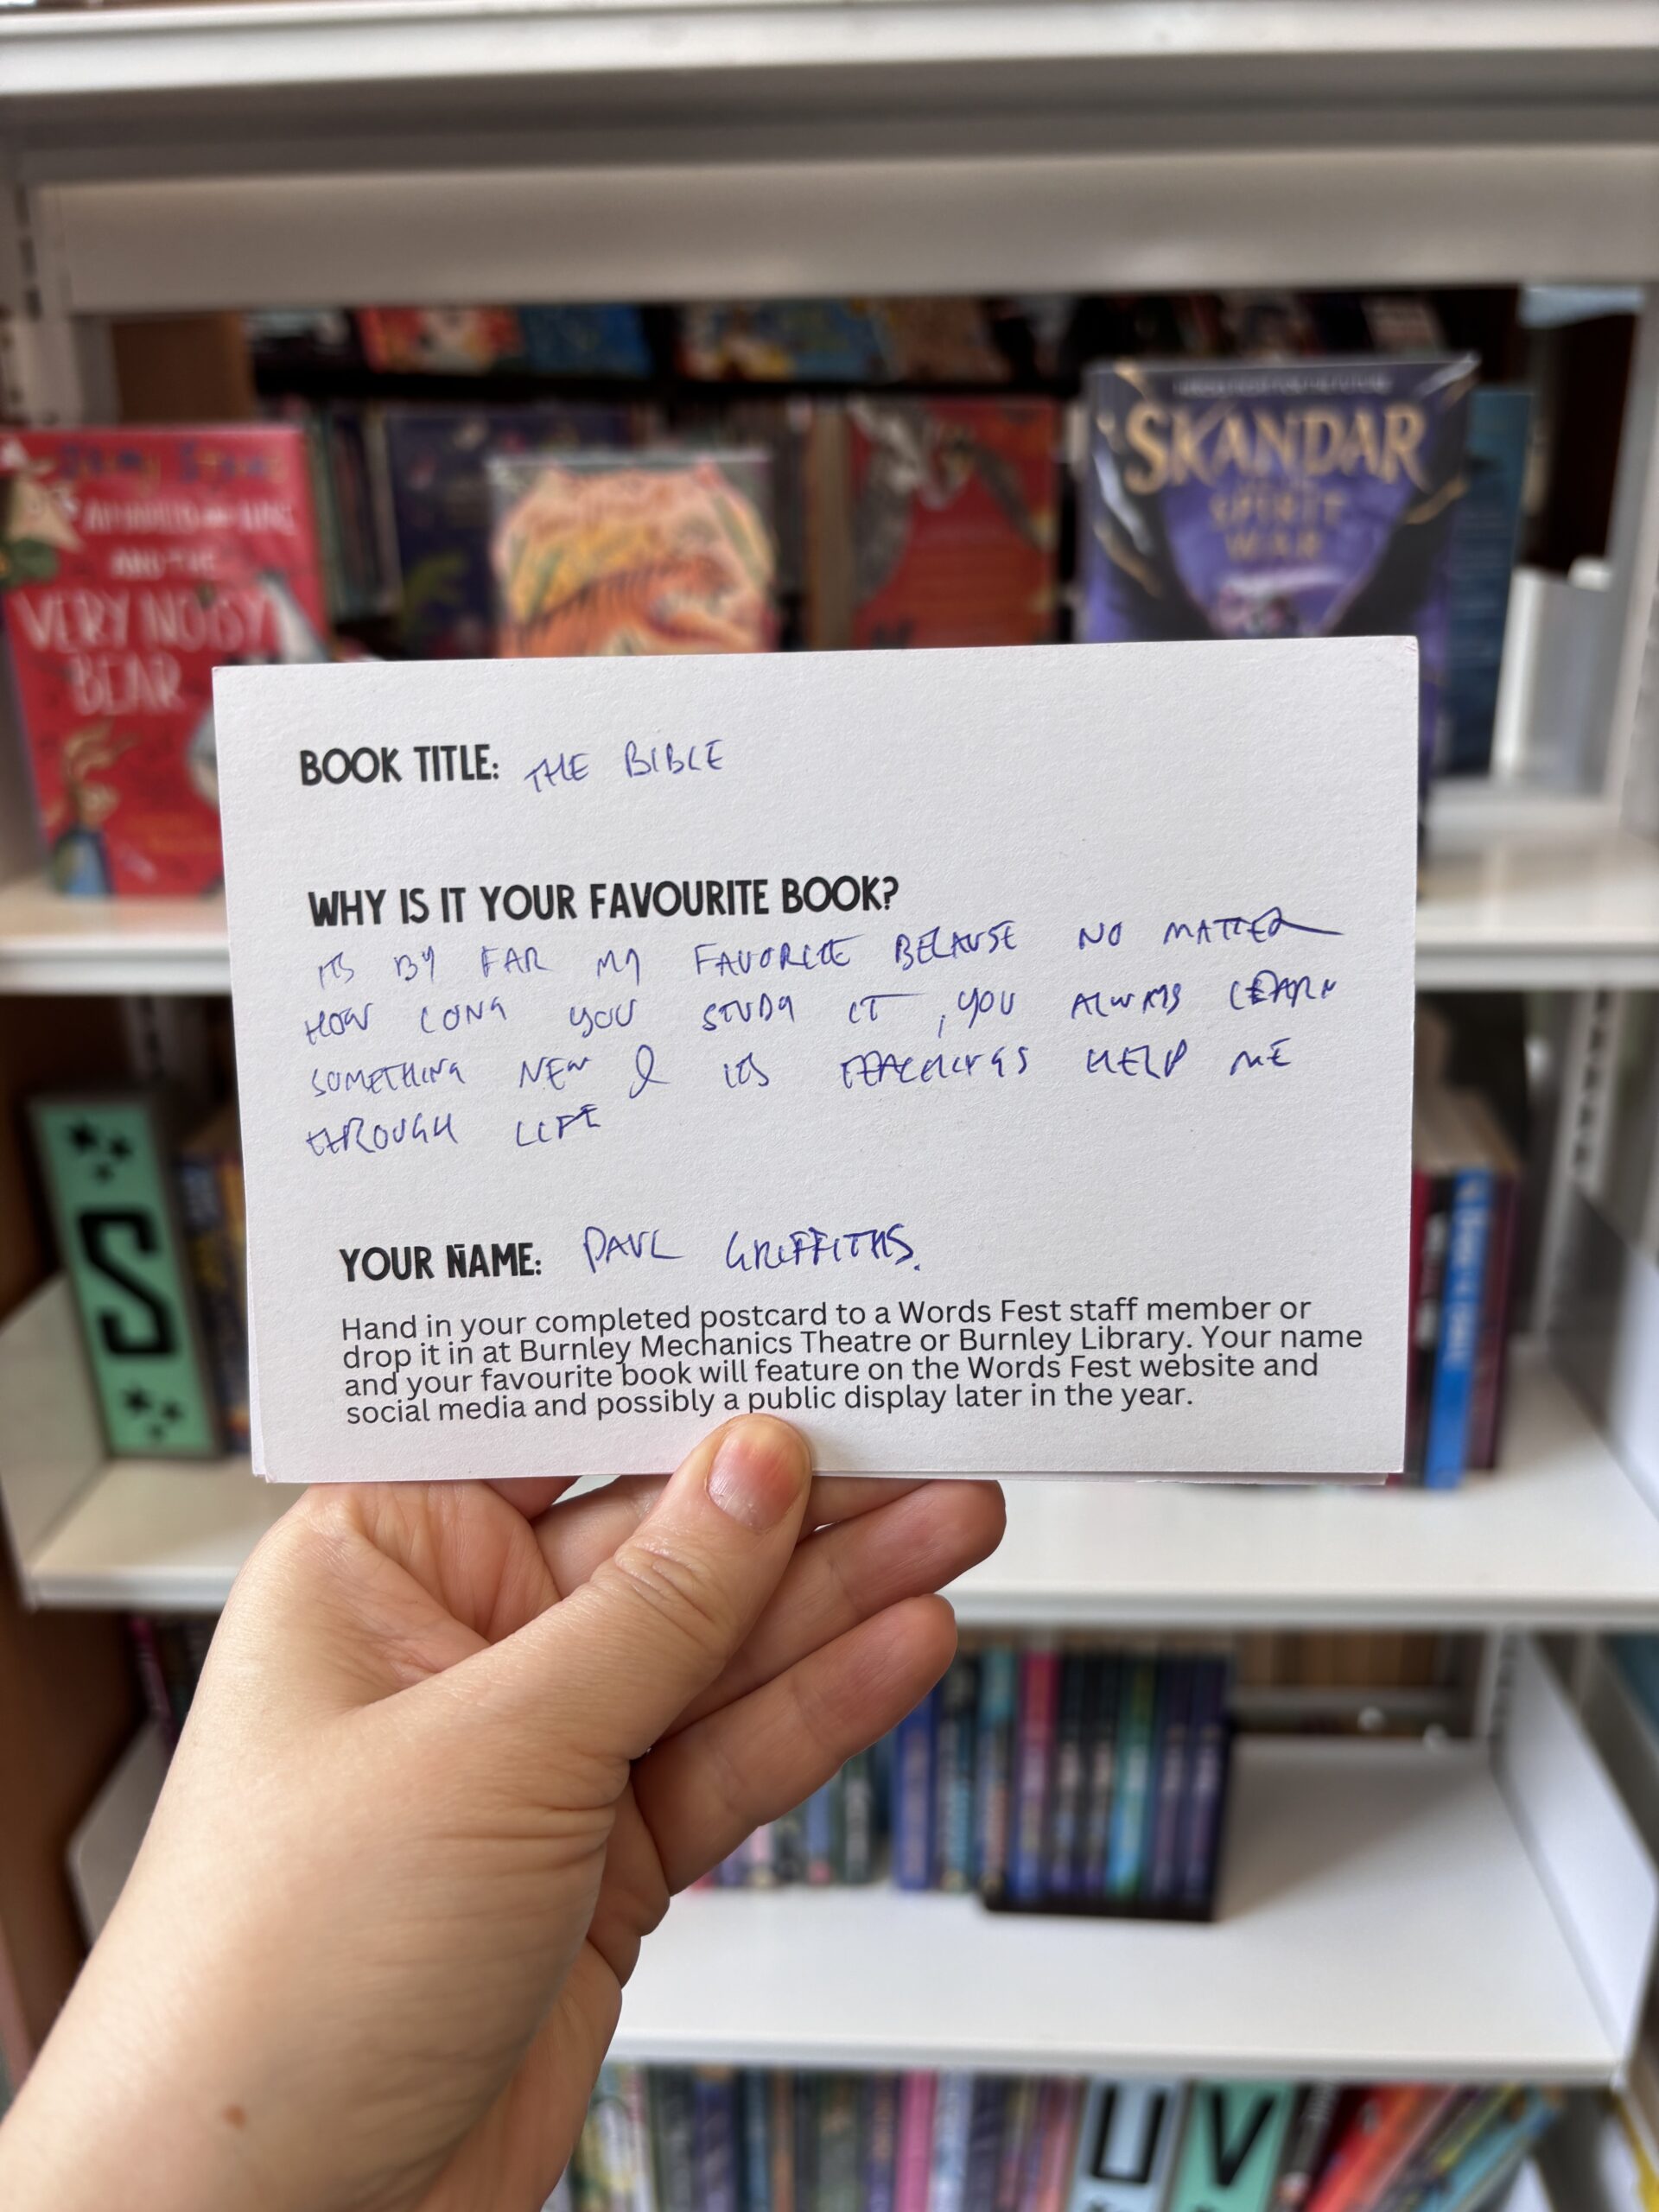 SKANDAR
SPIRIT
WAR
AND THE
VERY NOISY
BEAR
BOOK TITLE: THE BIBLE
WHY IS IT YOUR FAVOURITE BOOK?
ITS BY FAR MY FAVORITE BECAUSE NO MATTER
HOW LONG YOU STUDY IT, YOU ALWAYS LEARN
SOMETHING NEW & ITS TEACHINGS HELP ME
THROUGH LIFE
YOUR NAME: PAUL GRIFFITHS.
Hand in your completed postcard to a Words Fest staff member or
drop it in at Burnley Mechanics Theatre or Burnley Library. Your name
and your favourite book will feature on the Words Fest website and
social media and possibly a public display later in the year.
S
U
V